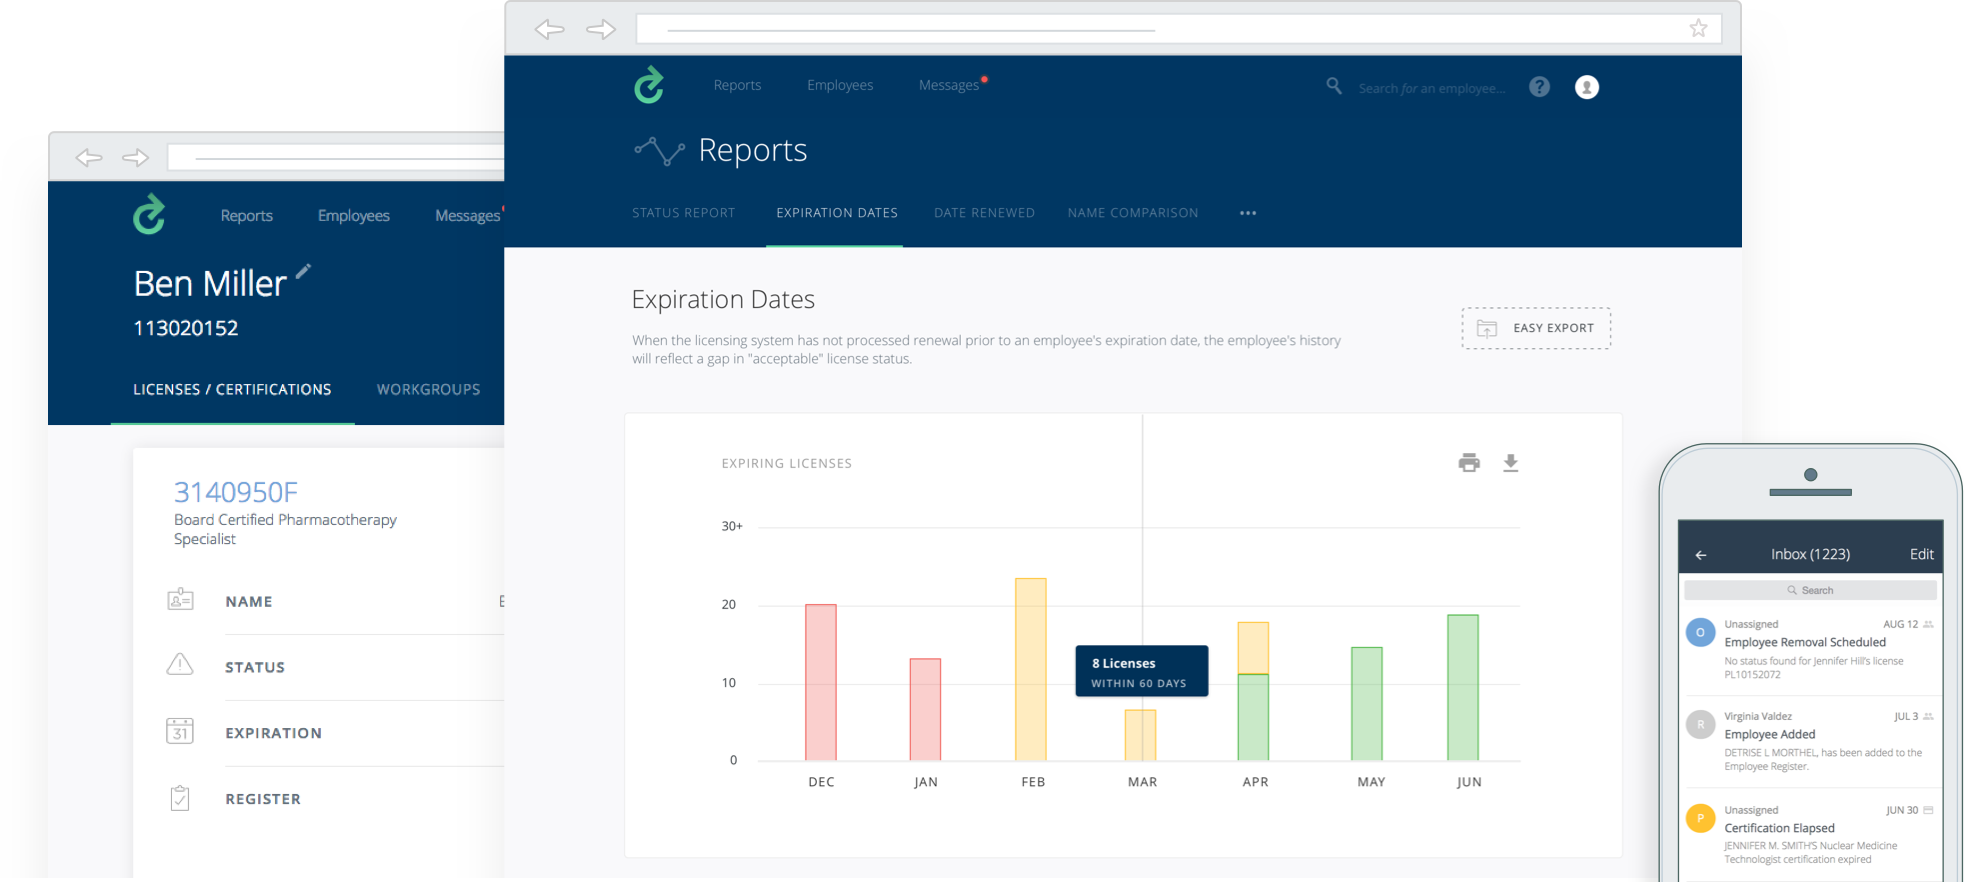 Reports
Employees
Messages
Ben Miller
113020152
LICENSES / CERTIFICATIONS
WORKGROUPS
3140950F
Board Certified Pharmacotherapy
Specialist
NAME
STATUS
31
EXPIRATION
REGISTER
Reports
Employees
Messages
Search for an employee...
?
Reports
STATUS REPORT
EXPIRATION DATES
DATE RENEWED
NAME COMPARISON
Expiration Dates
When the licensing system has not processed renewal prior to an employee's expiration date, the employee's history
will reflect a gap in "acceptable" license status.
EASY EXPORT
EXPIRING LICENSES
30+
20
10
0
8 Licenses
WITHIN 60 DAYS
DEC
JAN
FEB
MAR
APR
MAY
JUN
Inbox (1223)
Edit
Search
O
Unassigned
AUG 12
Employee Removal Scheduled
No status found for Jennifer Hill's license
PL10152072
R
Virginia Valdez
JUL 3
Employee Added
DETRISE L MORTHEL, has been added to the
Employee Register.
P
Unassigned
JUN 30
Certification Elapsed
JENNIFER M. SMITH'S Nuclear Medicine
Technologist certification expired